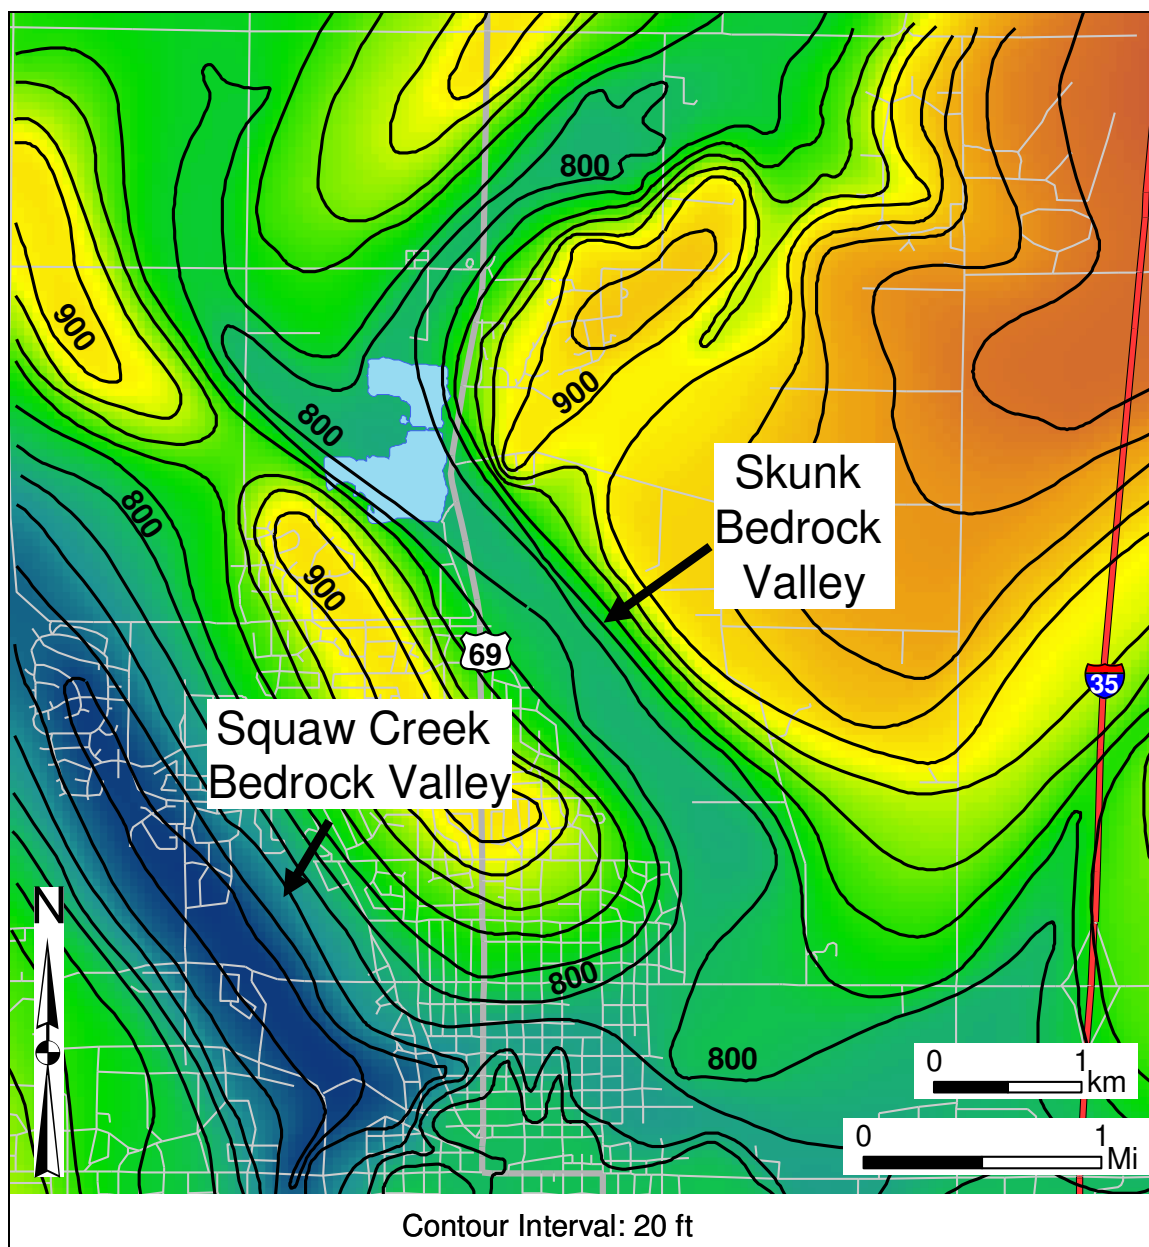 800
900
900
800
800
Skunk
Bedrock
Valley
900
69
35
Squaw Creek
Bedrock Valley
N
800
800
0 1
km
0 1
Mi
Contour Interval: 20 ft